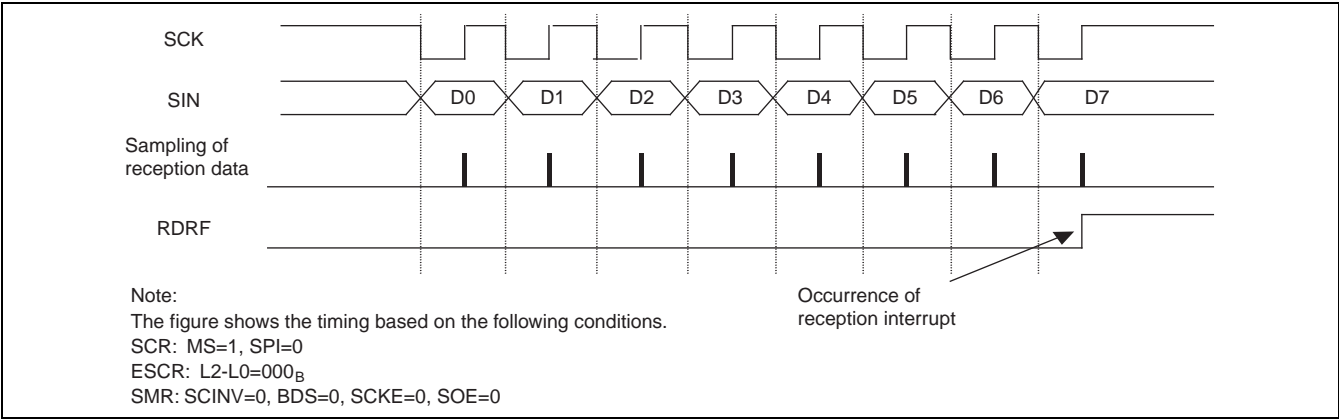 SCK
SIN
D0 D1 D2 D3 D4 D5 D6 D7
Sampling of
reception data
RDRF
Occurrence of
reception interrupt
Note:
The figure shows the timing based on the following conditions.
SCR: MS=1, SPI=0
ESCR: L2-L0=000B
SMR: SCINV=0, BDS=0, SCKE=0, SOE=0